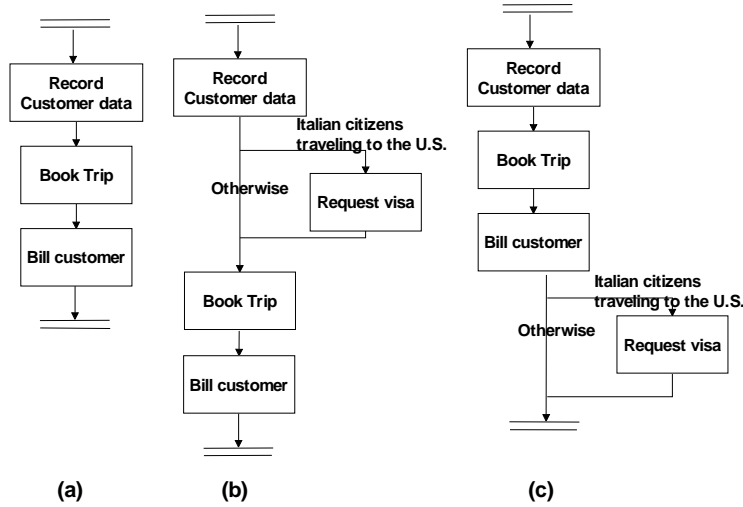 Record
Customer data
Book Trip
Bill customer
(a)
Record
Customer data
Italian citizens
traveling to the U.S.
Otherwise
Request visa
Book Trip
Bill customer
(b)
Record
Customer data
Book Trip
Bill customer
Italian citizens
traveling to the U.S.
Otherwise
Request visa
(c)